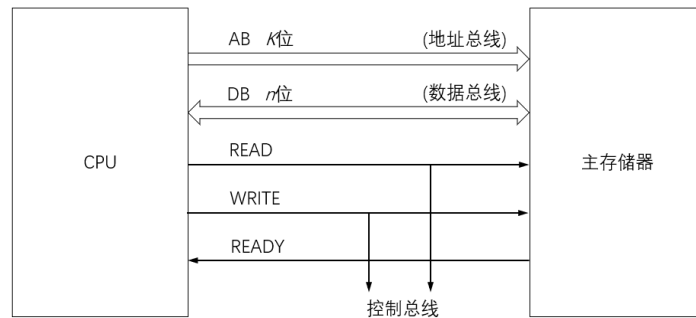 AB K位 (地址总线)
DB n位 (数据总线)
CPU
READ
主存储器
WRITE
READY
控制总线